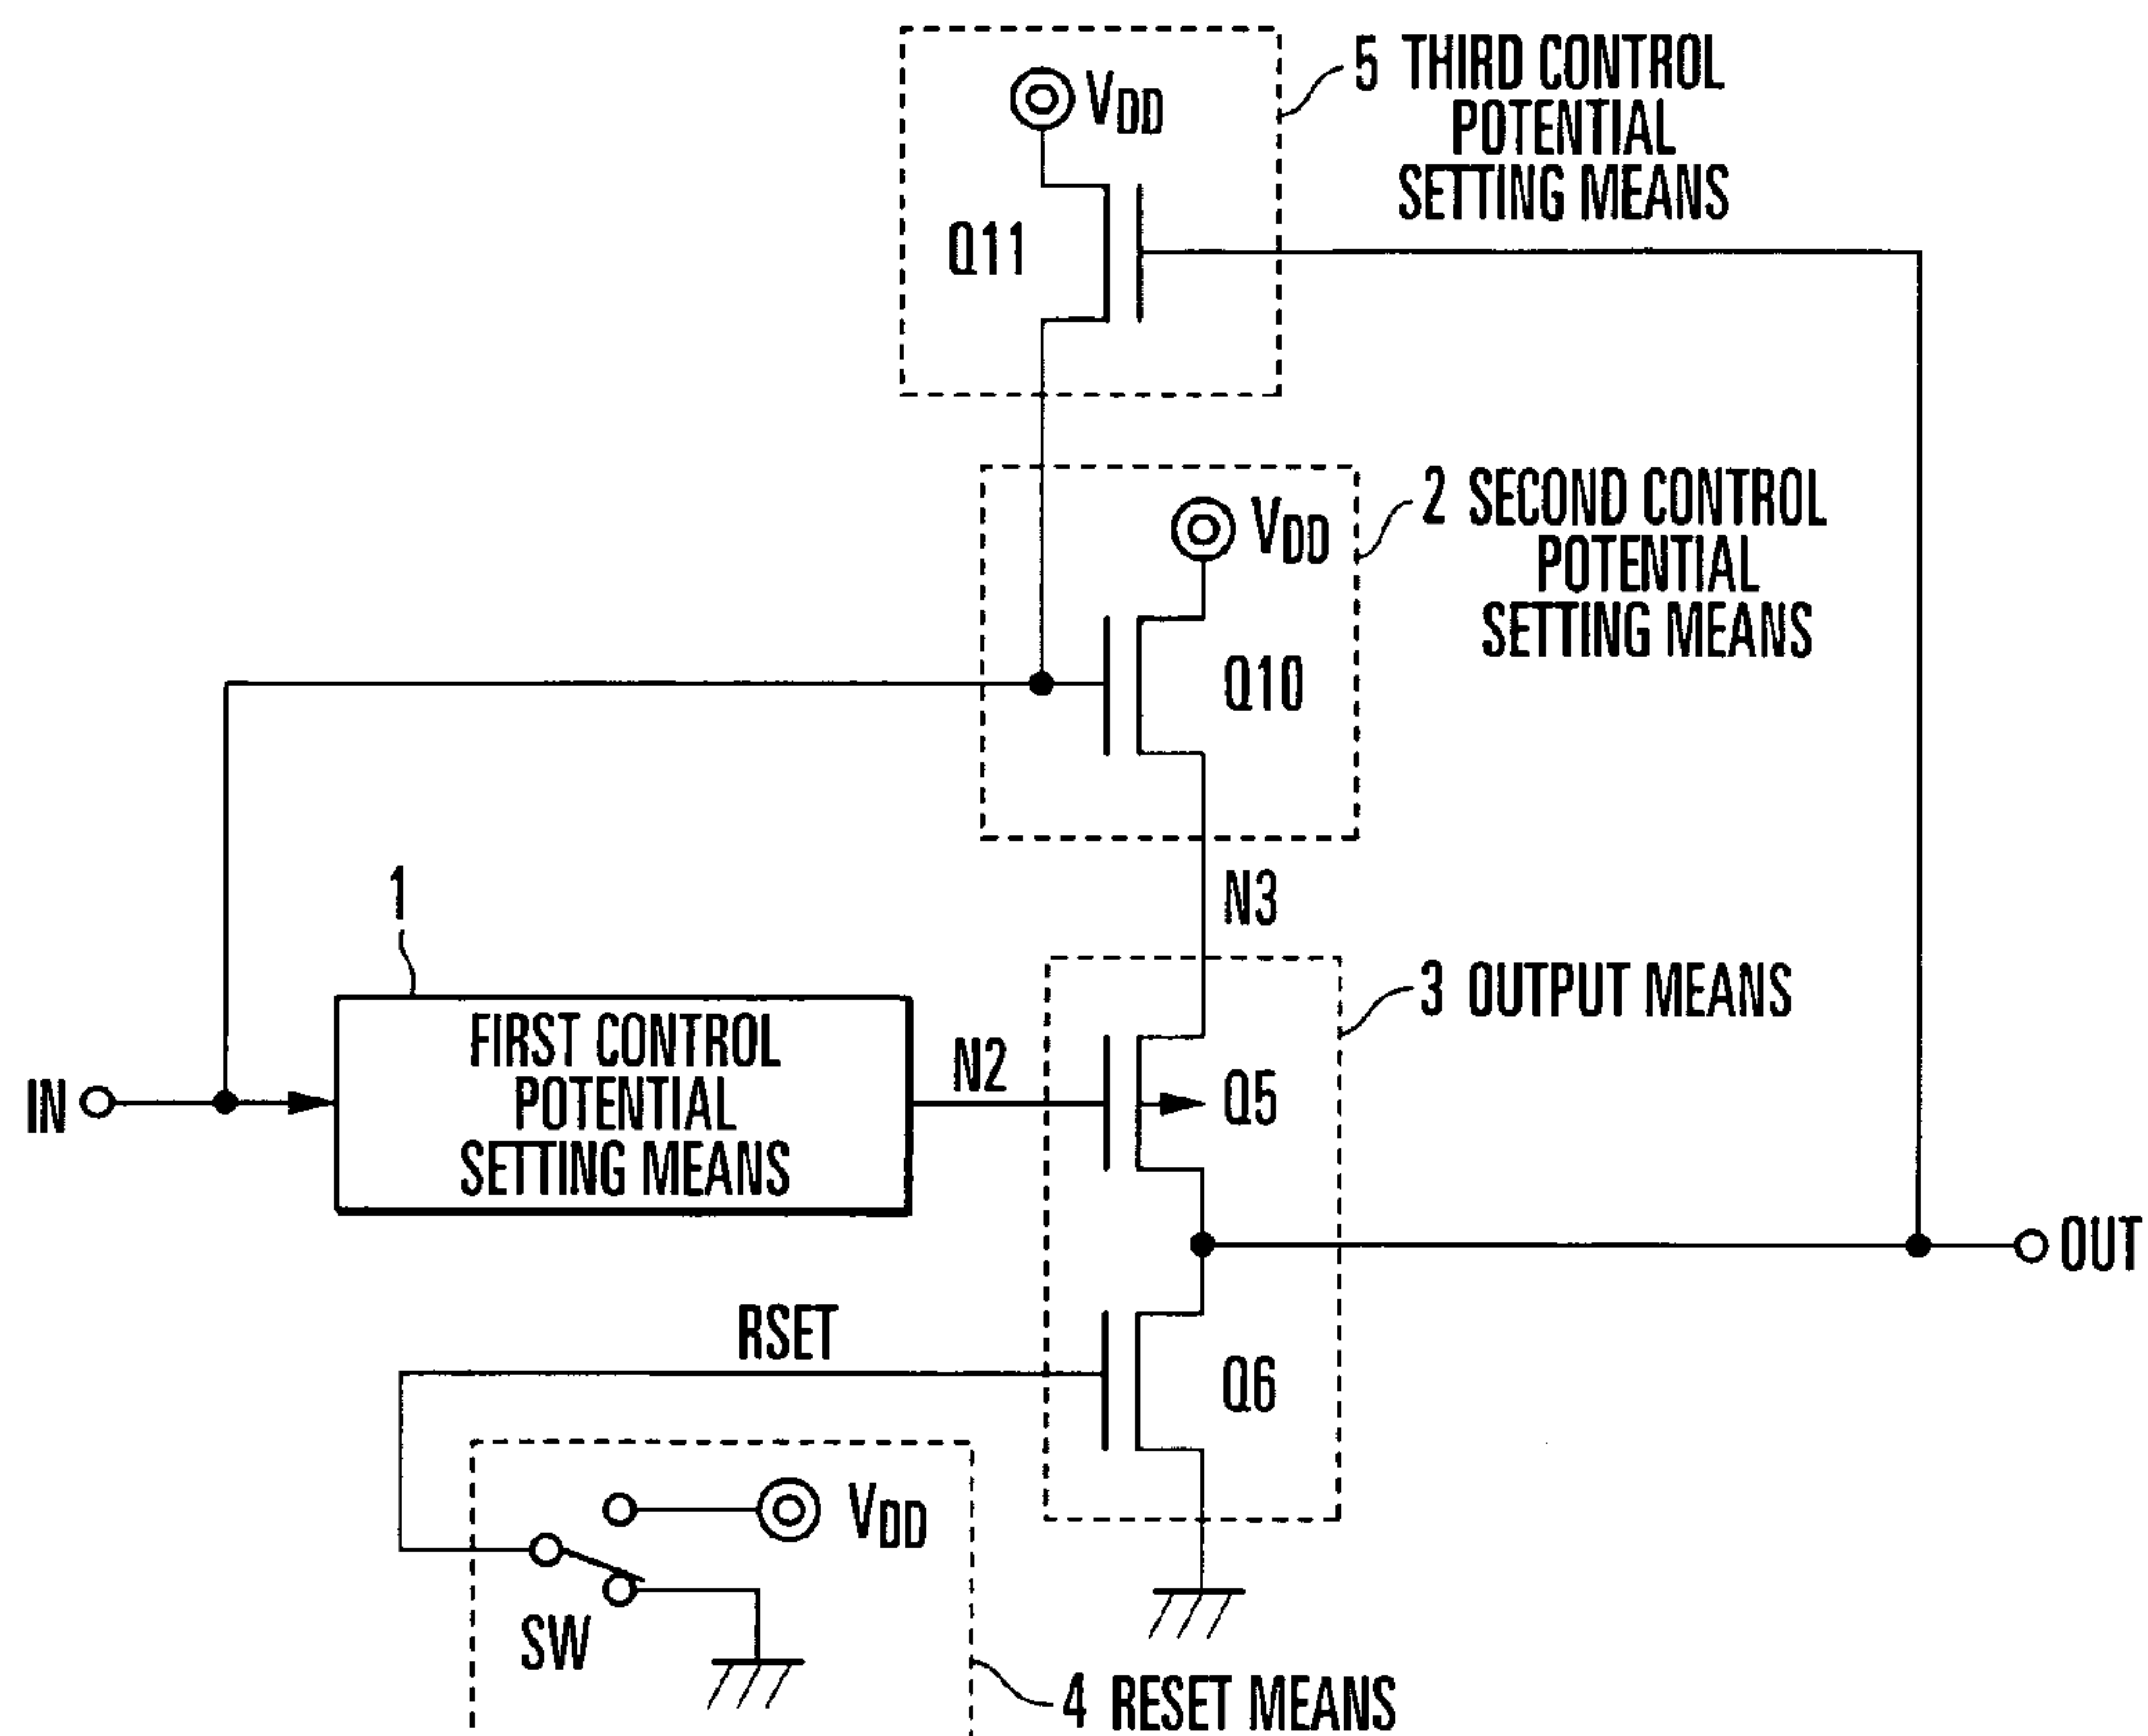 5 THIRD CONTROL
POTENTIAL
SETTING MEANS
VDD
Q11
2 SECOND CONTROL
POTENTIAL
SETTING MEANS
VDD
Q10
N3
1
FIRST CONTROL
POTENTIAL
SETTING MEANS
IN
N2
3 OUTPUT MEANS
Q5
OUT
RSET
Q6
VDD
SW
4 RESET MEANS